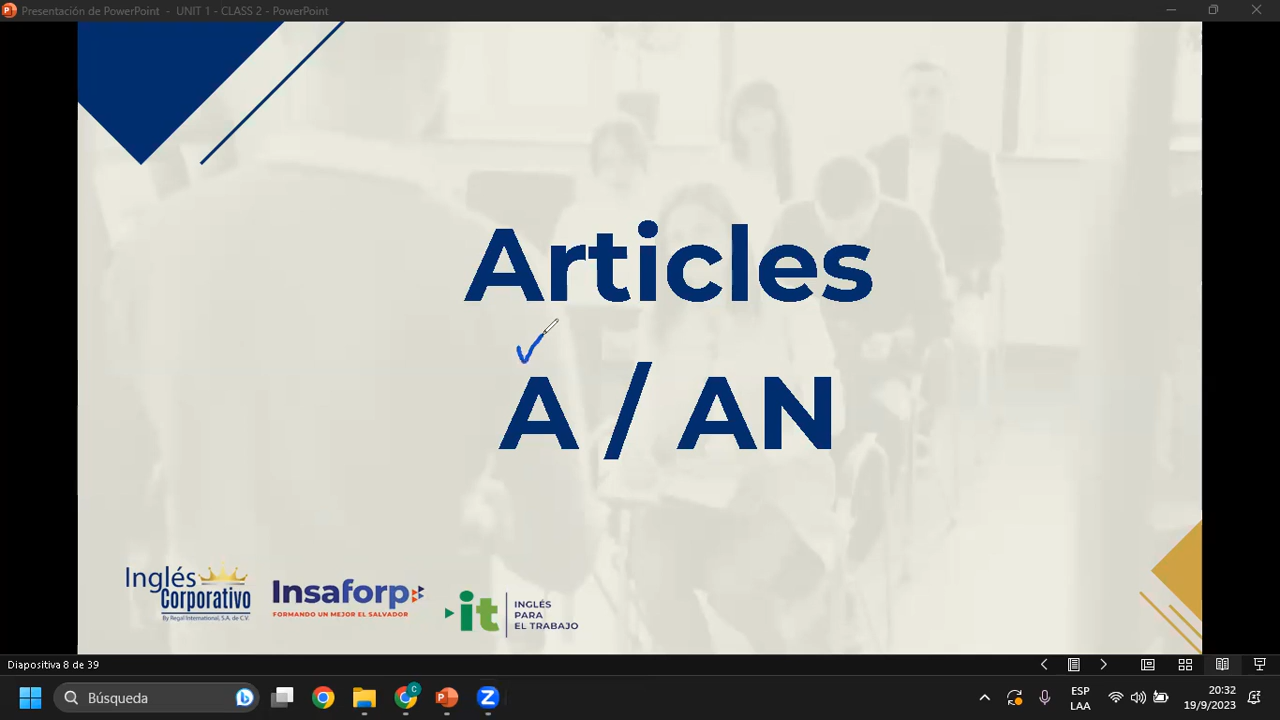 Presentación de PowerPoint - UNIT 1 - CLASS 2 - PowerPoint
Articles
A / AN
Inglés
Corporativo
By Regal International, S.A. de C.V.
Insaforp
FORMANDO UN MEJOR EL SALVADOR
it
INGLÉS
PARA
EL TRABAJO
Diapositiva 8 de 39
Búsqueda
C
ESP
LAA
20:32
19/9/2023